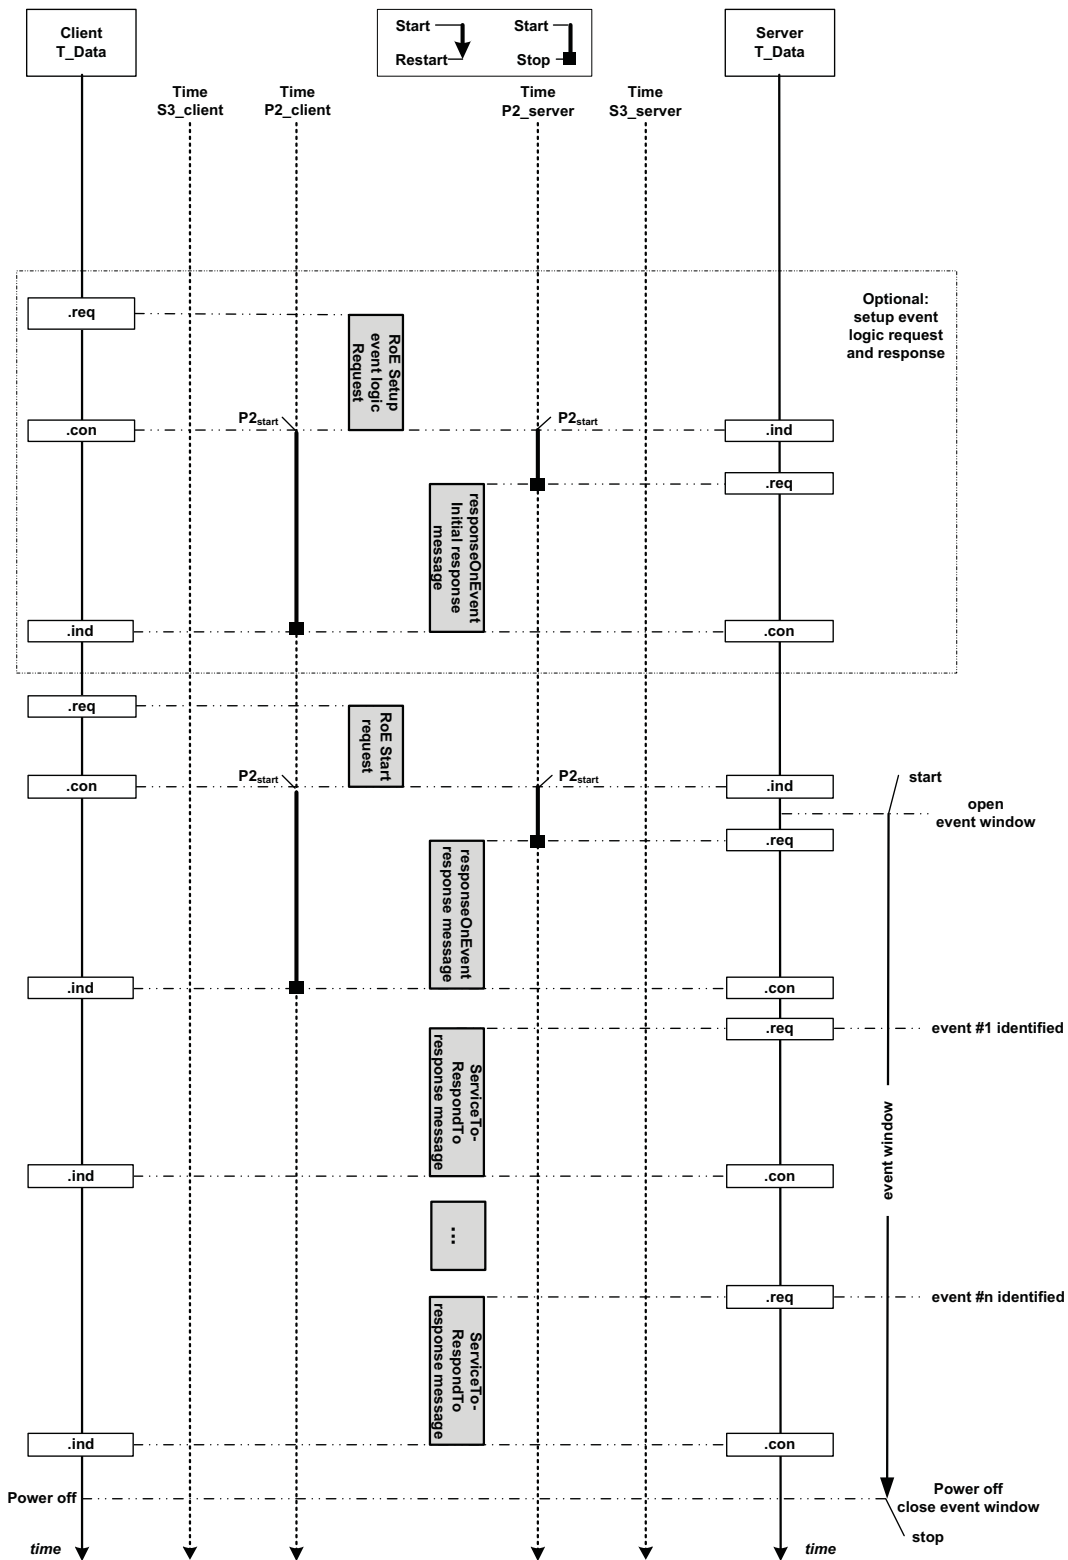 Client
T_Data
Start
Restart
Start
Stop
Server
T_Data
Time
S3_client
Time
P2_client
Time
P2_server
Time
S3_server
Optional:
setup event
logic request
and response
.req
RoE Setup
event logic
Request
.con
P2start
P2start
.ind
.req
responseOnEvent
Initial response
message
.ind
.con
.req
RoE Start
request
.con
P2start
P2start
.ind
start
open
event window
.req
responseOnEvent
response message
.ind
.con
.req
event #1 identified
ServiceTo-
RespondTo
response message
event window
.ind
.con
...
.req
event #n identified
ServiceTo-
RespondTo
response message
.ind
.con
Power off
Power off
close event window
stop
time
time